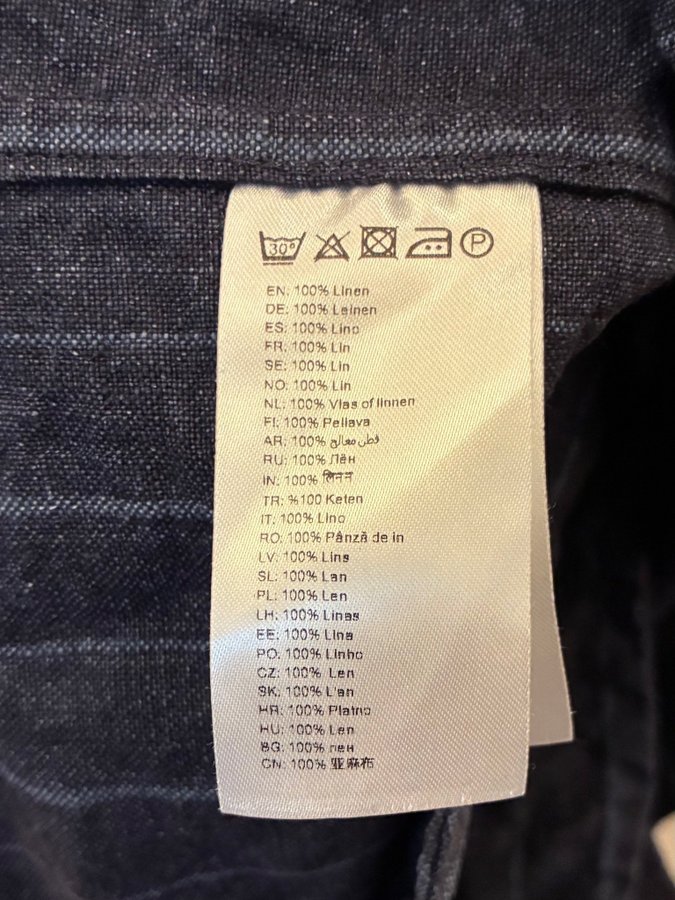 30° P
EN: 100% Linen
DE: 100% Leinen
ES: 100% Lino
FR: 100% Lin
SE: 100% Lin
NO: 100% Lin
NL: 100% Vlas of linnen
FI: 100% Pellava
AR: 100% قطن معالج
RU: 100% Лён
IN: 100% लिनन
TR: %100 Keten
IT: 100% Lino
RO: 100% Pânză de in
LV: 100% Lins
SL: 100% Lan
PL: 100% Len
LH: 100% Linas
EE: 100% Lina
PO: 100% Linho
CZ: 100% Len
SK: 100% L'an
HR: 100% Platno
HU: 100% Len
BG: 100% лен
CN: 100% 亚麻布